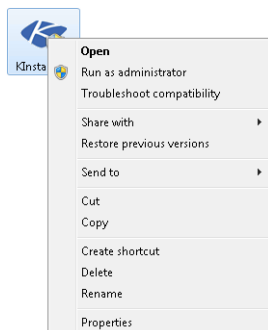 KInsta
Open
Run as administrator
Troubleshoot compatibility
Share with
Restore previous versions
Send to
Cut
Copy
Create shortcut
Delete
Rename
Properties